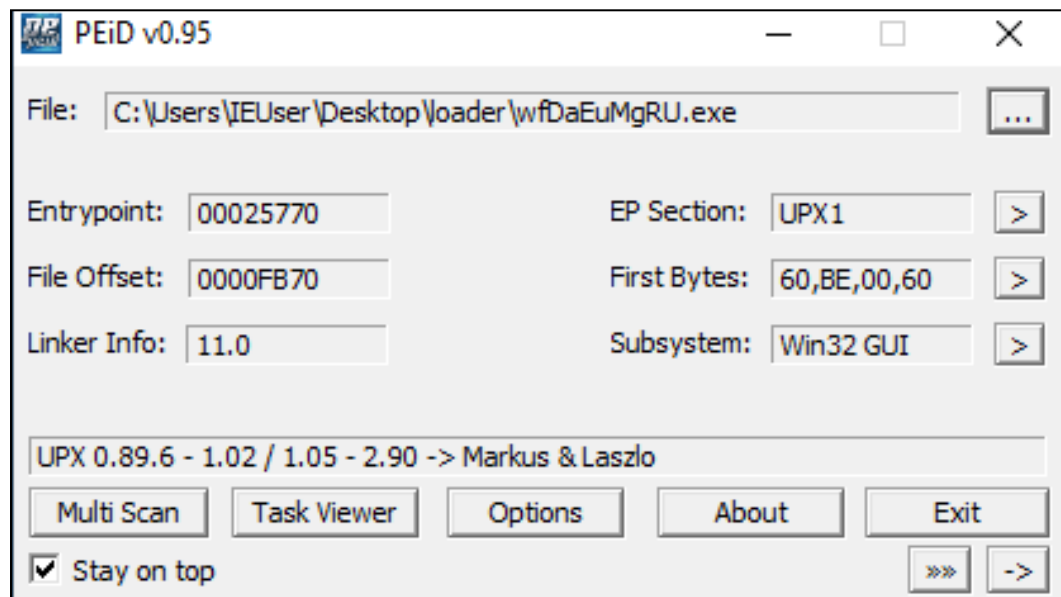 PEiD v0.95
File: C:\Users\IEUser\Desktop\loader\wfDaEuMgRU.exe ...
Entrypoint: 00025770 EP Section: UPX1 >
File Offset: 0000FB70 First Bytes: 60,BE,00,60 >
Linker Info: 11.0 Subsystem: Win32 GUI >
UPX 0.89.6 - 1.02 / 1.05 - 2.90 -> Markus & Laszlo
Multi Scan Task Viewer Options About Exit
Stay on top »» ->